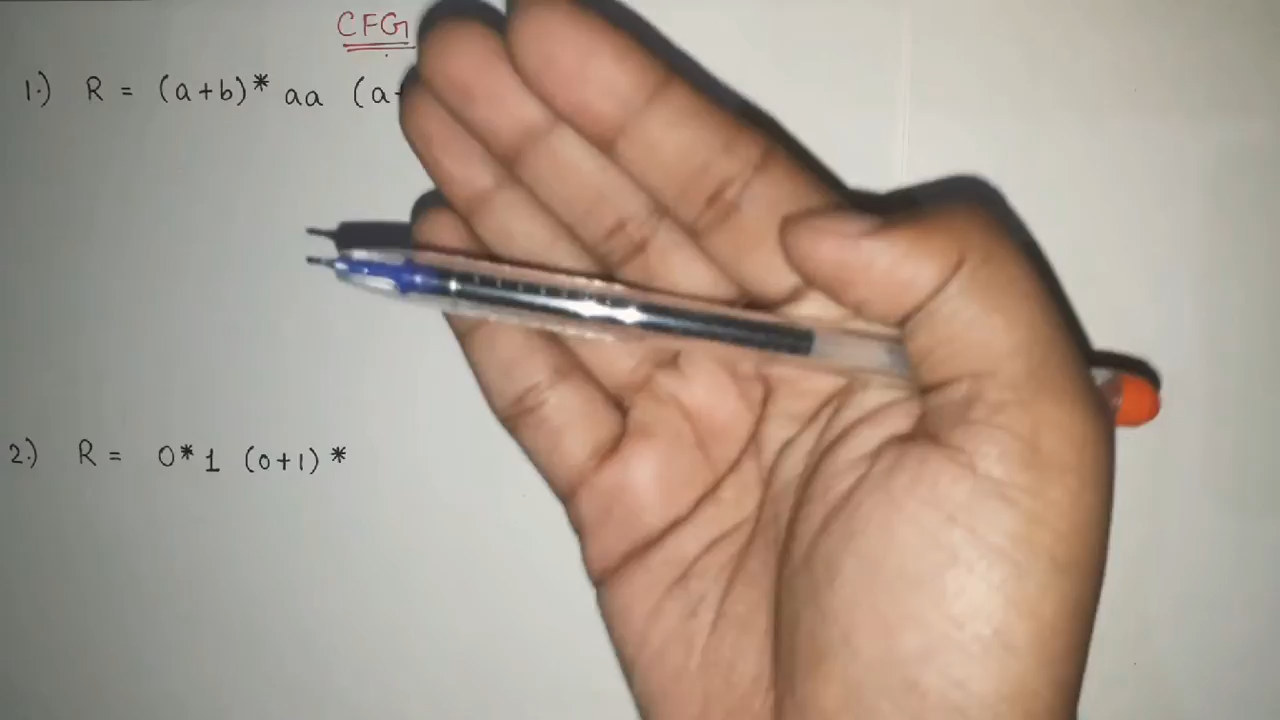 CFG
1.) R = (a+b)* aa (a
2.) R = 0*1 (0+1)*